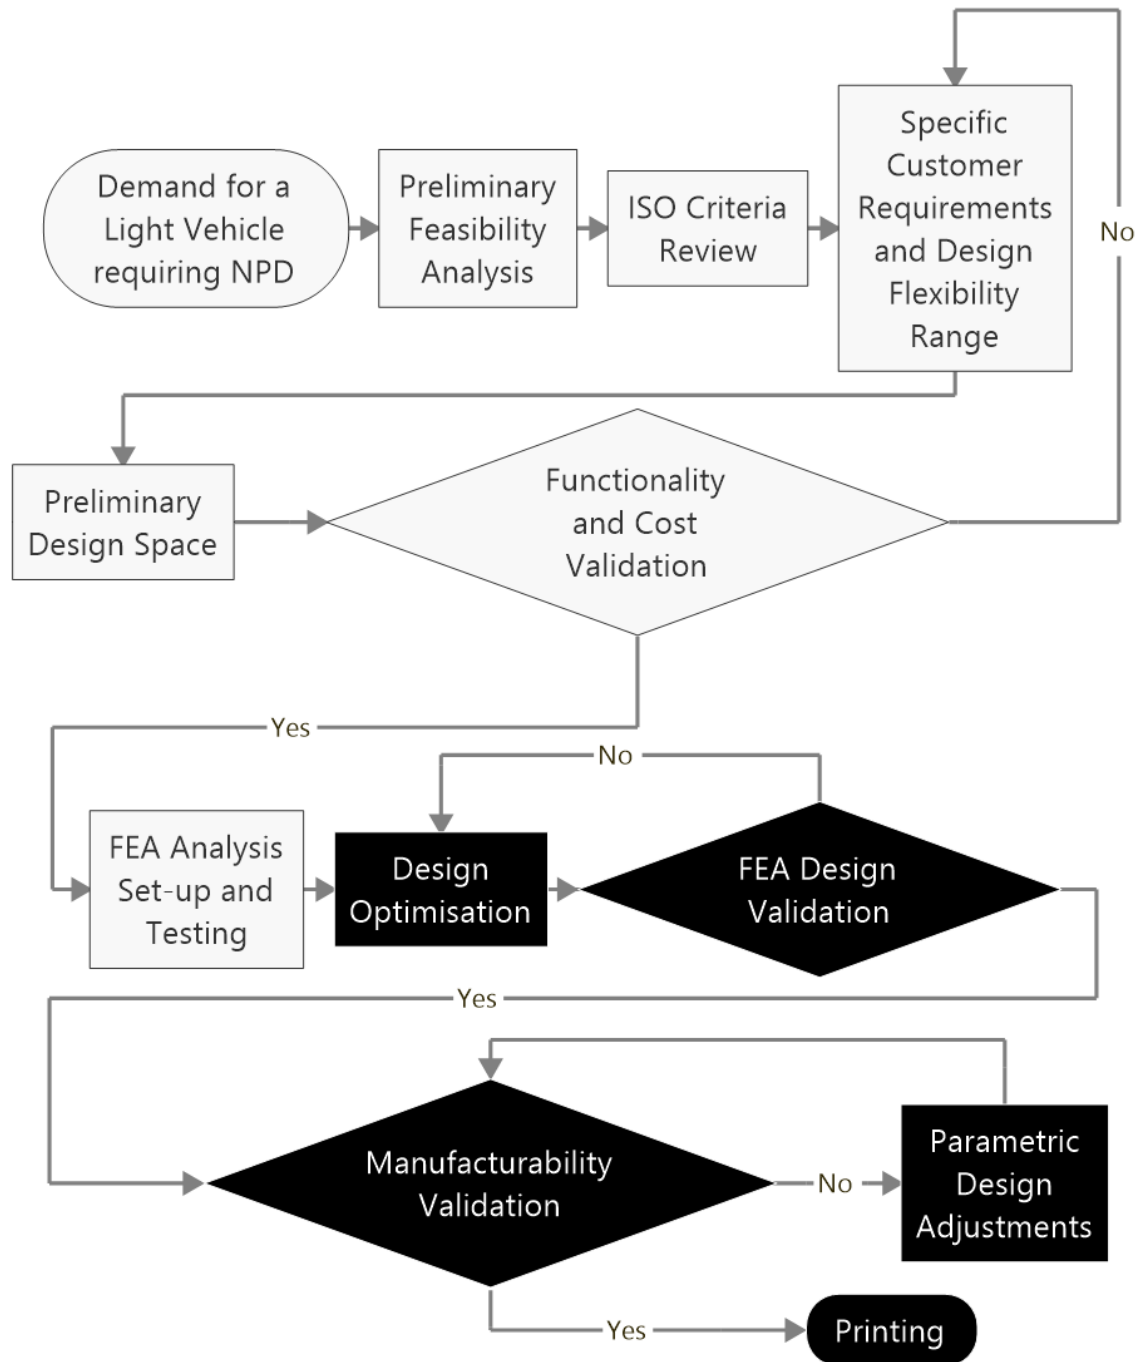 Demand for a
Light Vehicle
requiring NPD
Preliminary
Feasibility
Analysis
ISO Criteria
Review
Specific
Customer
Requirements
and Design
Flexibility
Range
No
Preliminary
Design Space
Functionality
and Cost
Validation
Yes
No
FEA Analysis
Set-up and
Testing
Design
Optimisation
FEA Design
Validation
Yes
Manufacturability
Validation
No
Parametric
Design
Adjustments
Yes
Printing